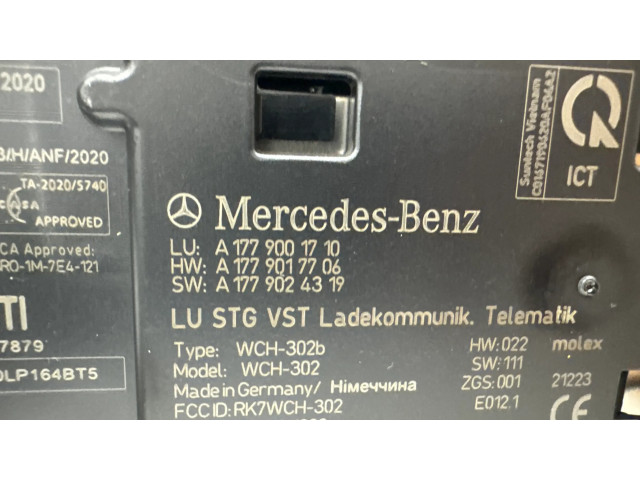 /2020
B/H/ANF/2020
TA-2020/5740
APPROVED
CA Approved:
RO-1M-7E4-121
TI
7879
LP164BT5
Mercedes-Benz
LU: A 177 900 17 10
HW: A 177 901 77 06
SW: A 177 902 43 19
LU STG VST Ladekommunik. Telematik
Type: WCH-302b
Model: WCH-302
Made in Germany/ Німеччина
FCC ID: RK7WCH-302
HW: 022
SW: 111
ZGS: 001
E012.1
molex
21223
CE
Suntech Vietnam
ICT